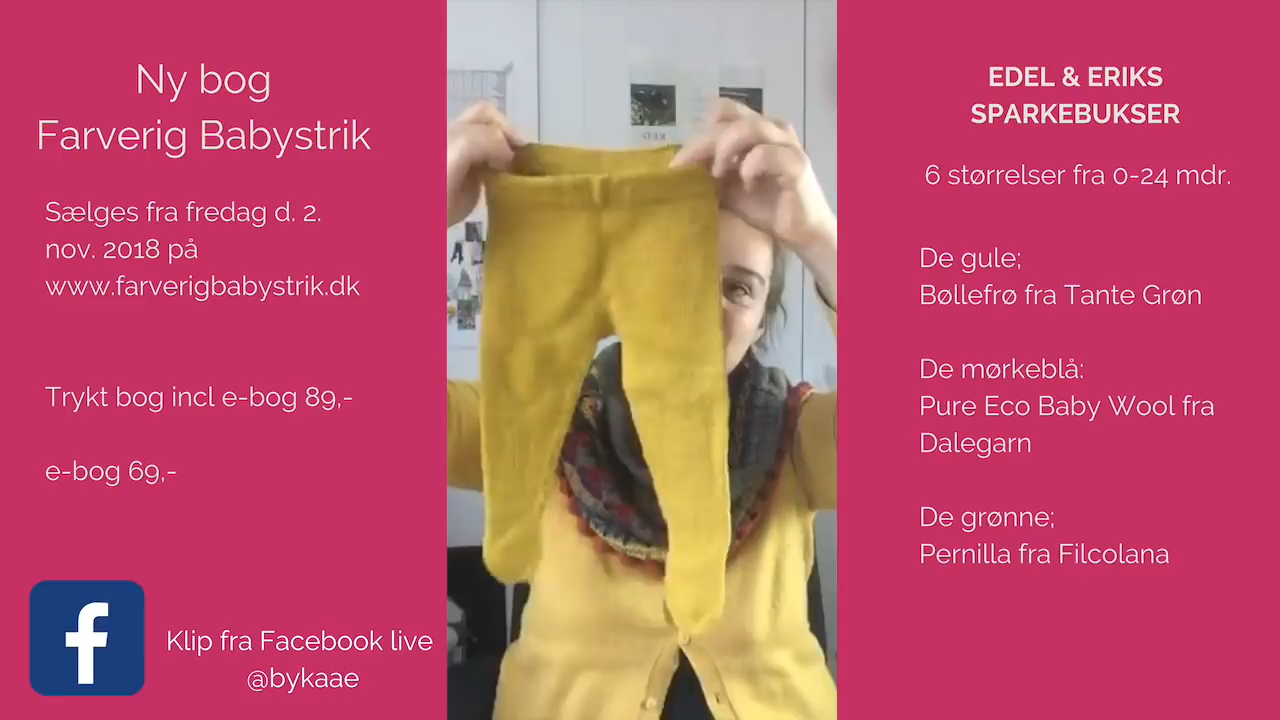 Ny bog
Farverig Babystrik
Sælges fra fredag d. 2.
nov. 2018 på
www.farverigbabystrik.dk
Trykt bog incl e-bog 89,-
e-bog 69,-
Klip fra Facebook live
@bykaae
EDEL & ERIKS
SPARKEBUKSER
6 størrelser fra 0-24 mdr.
De gule;
Bøllefrø fra Tante Grøn
De mørkeblå:
Pure Eco Baby Wool fra
Dalegarn
De grønne;
Pernilla fra Filcolana